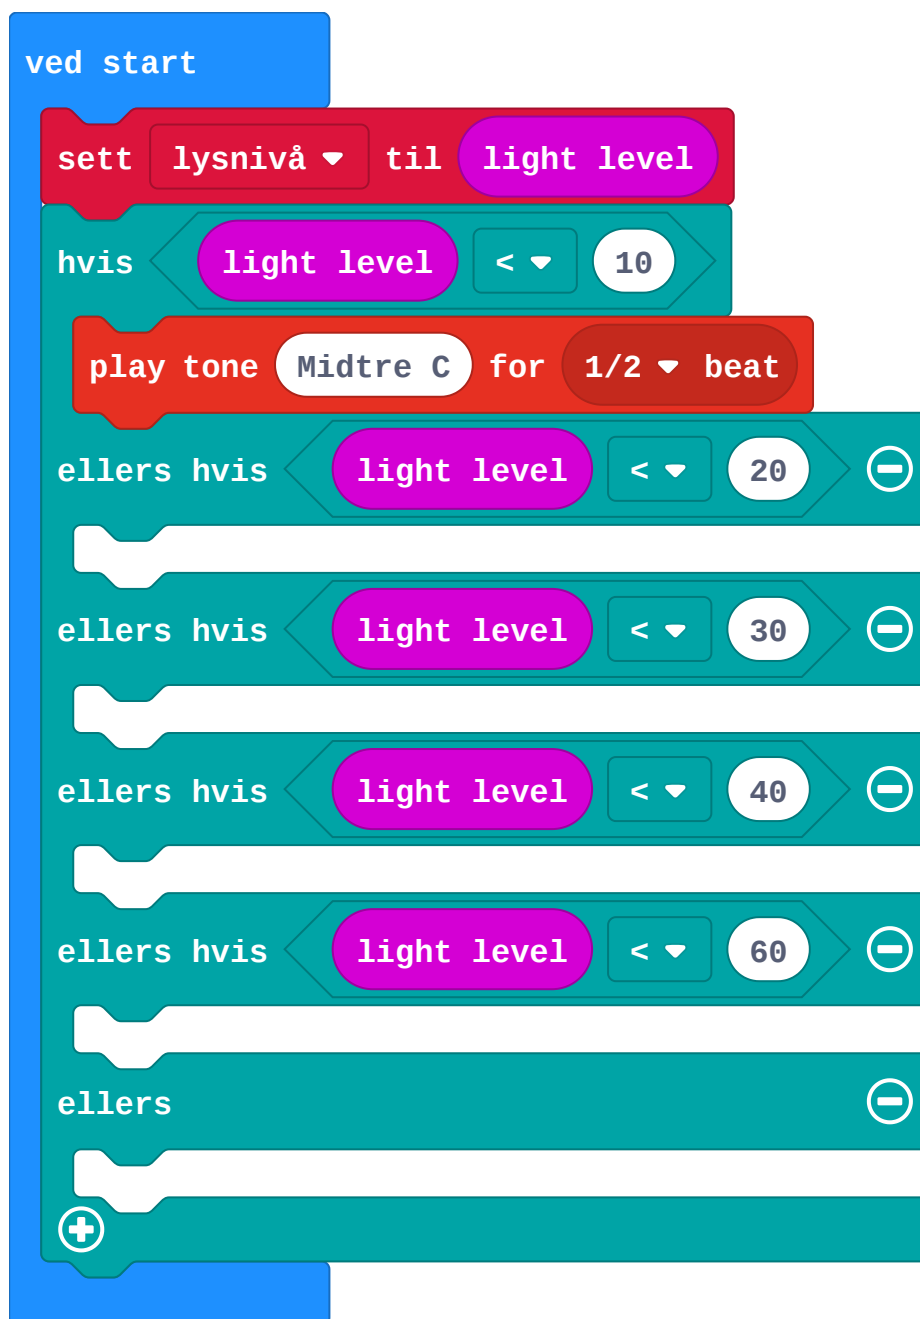 ved start
sett lysnivå til light level
hvis light level < 10
play tone Midtre C for 1/2 beat
ellers hvis light level < 20
ellers hvis light level < 30
ellers hvis light level < 40
ellers hvis light level < 60
ellers